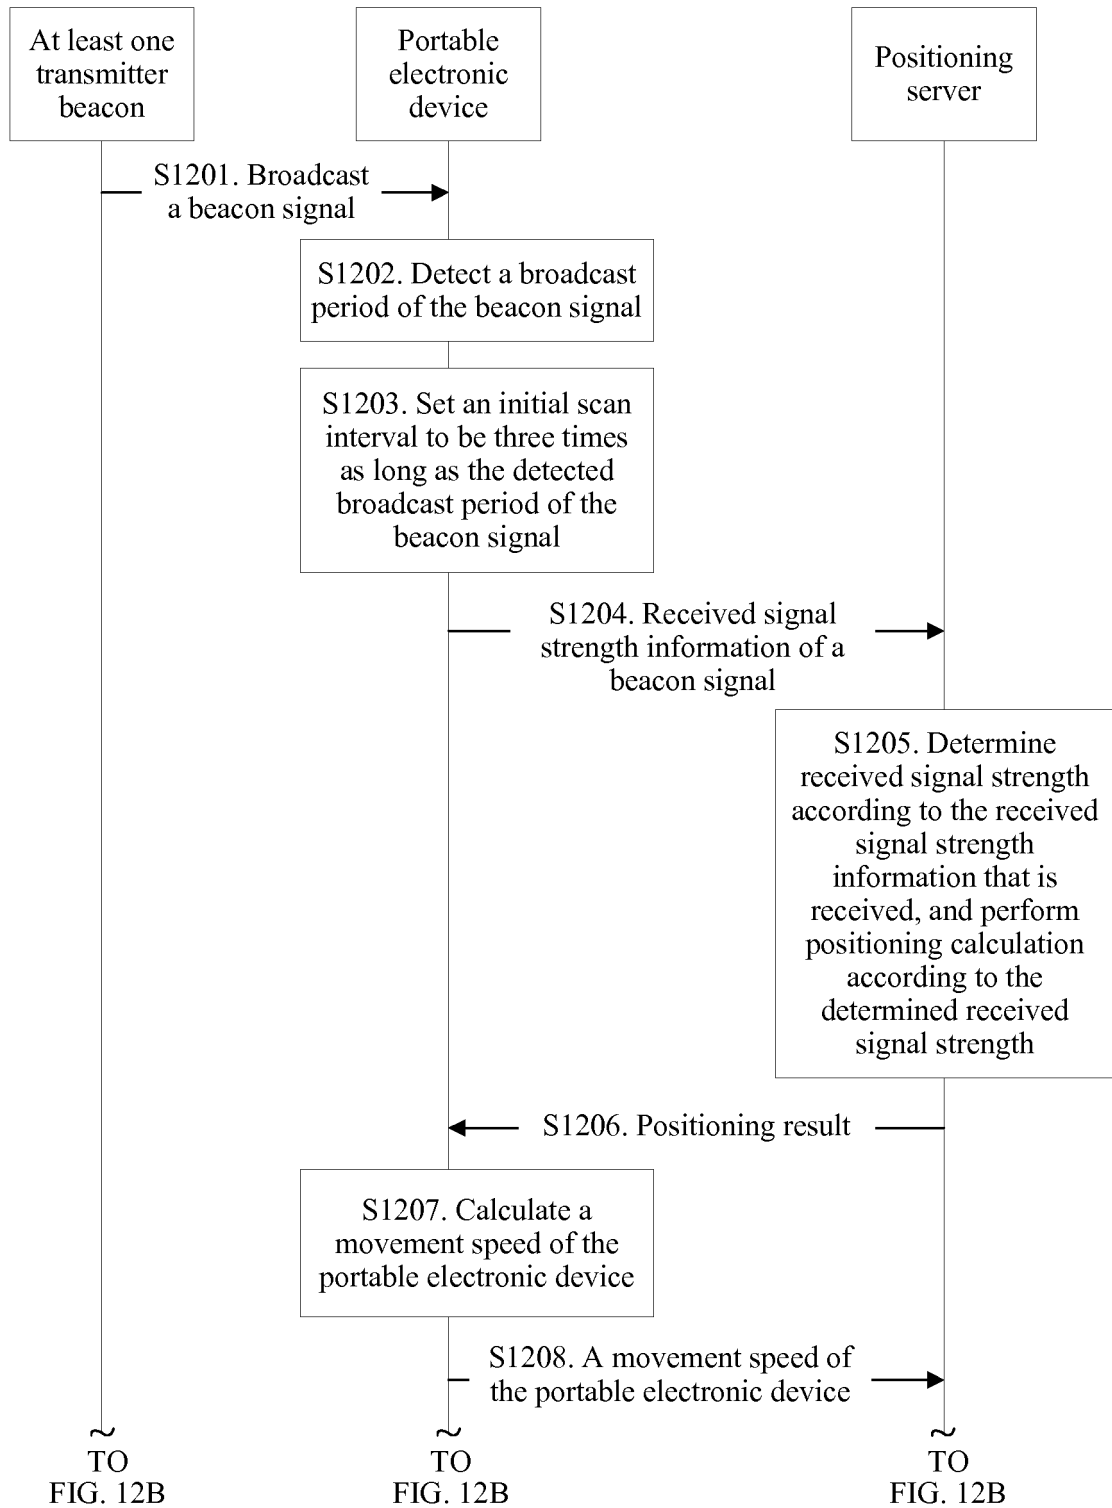 At least one
transmitter
beacon
Portable
electronic
device
Positioning
server
S1201. Broadcast
a beacon signal
S1202. Detect a broadcast
period of the beacon signal
S1203. Set an initial scan
interval to be three times
as long as the detected
broadcast period of the
beacon signal
S1204. Received signal
strength information of a
beacon signal
S1205. Determine
received signal strength
according to the received
signal strength
information that is
received, and perform
positioning calculation
according to the
determined received
signal strength
S1206. Positioning result
S1207. Calculate a
movement speed of the
portable electronic device
S1208. A movement speed of
the portable electronic device
TO
FIG. 12B
TO
FIG. 12B
TO
FIG. 12B